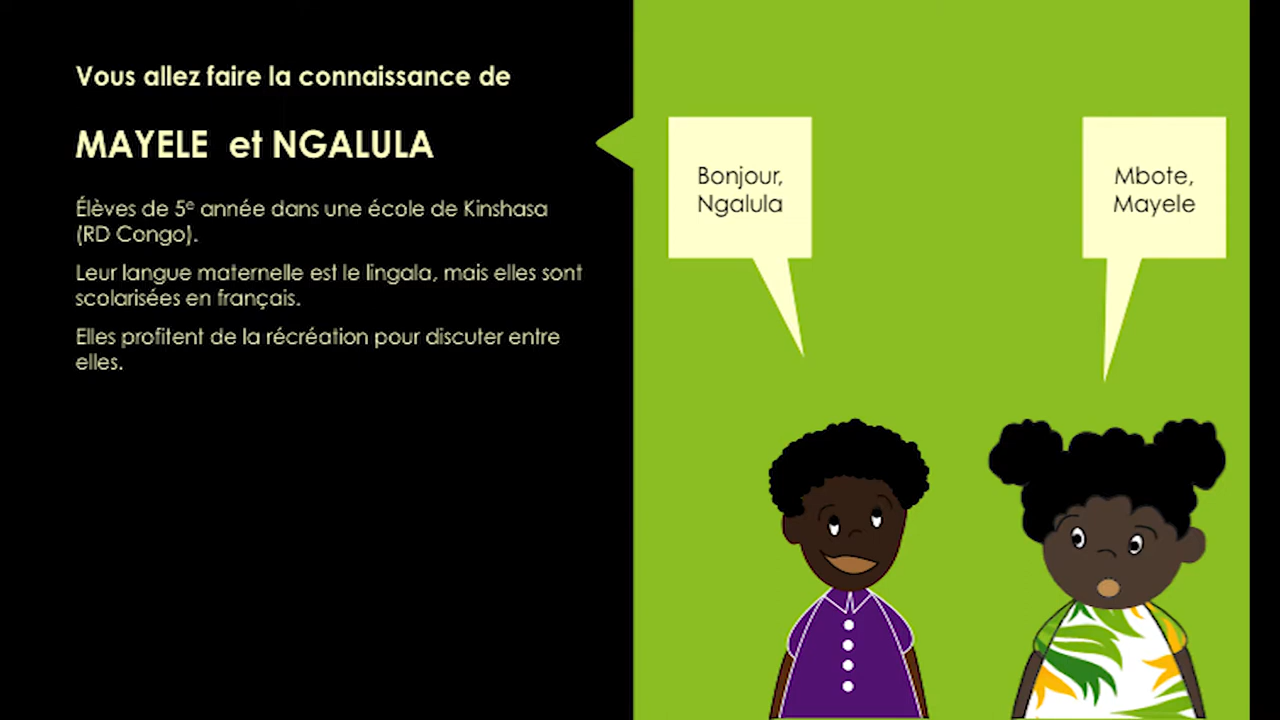 Vous allez faire la connaissance de
MAYELE et NGALULA
Élèves de 5e année dans une école de Kinshasa
(RD Congo).
Leur langue maternelle est le lingala, mais elles sont
scolarisées en français.
Elles profitent de la récréation pour discuter entre
elles.
Bonjour,
Ngalula
Mbote,
Mayele